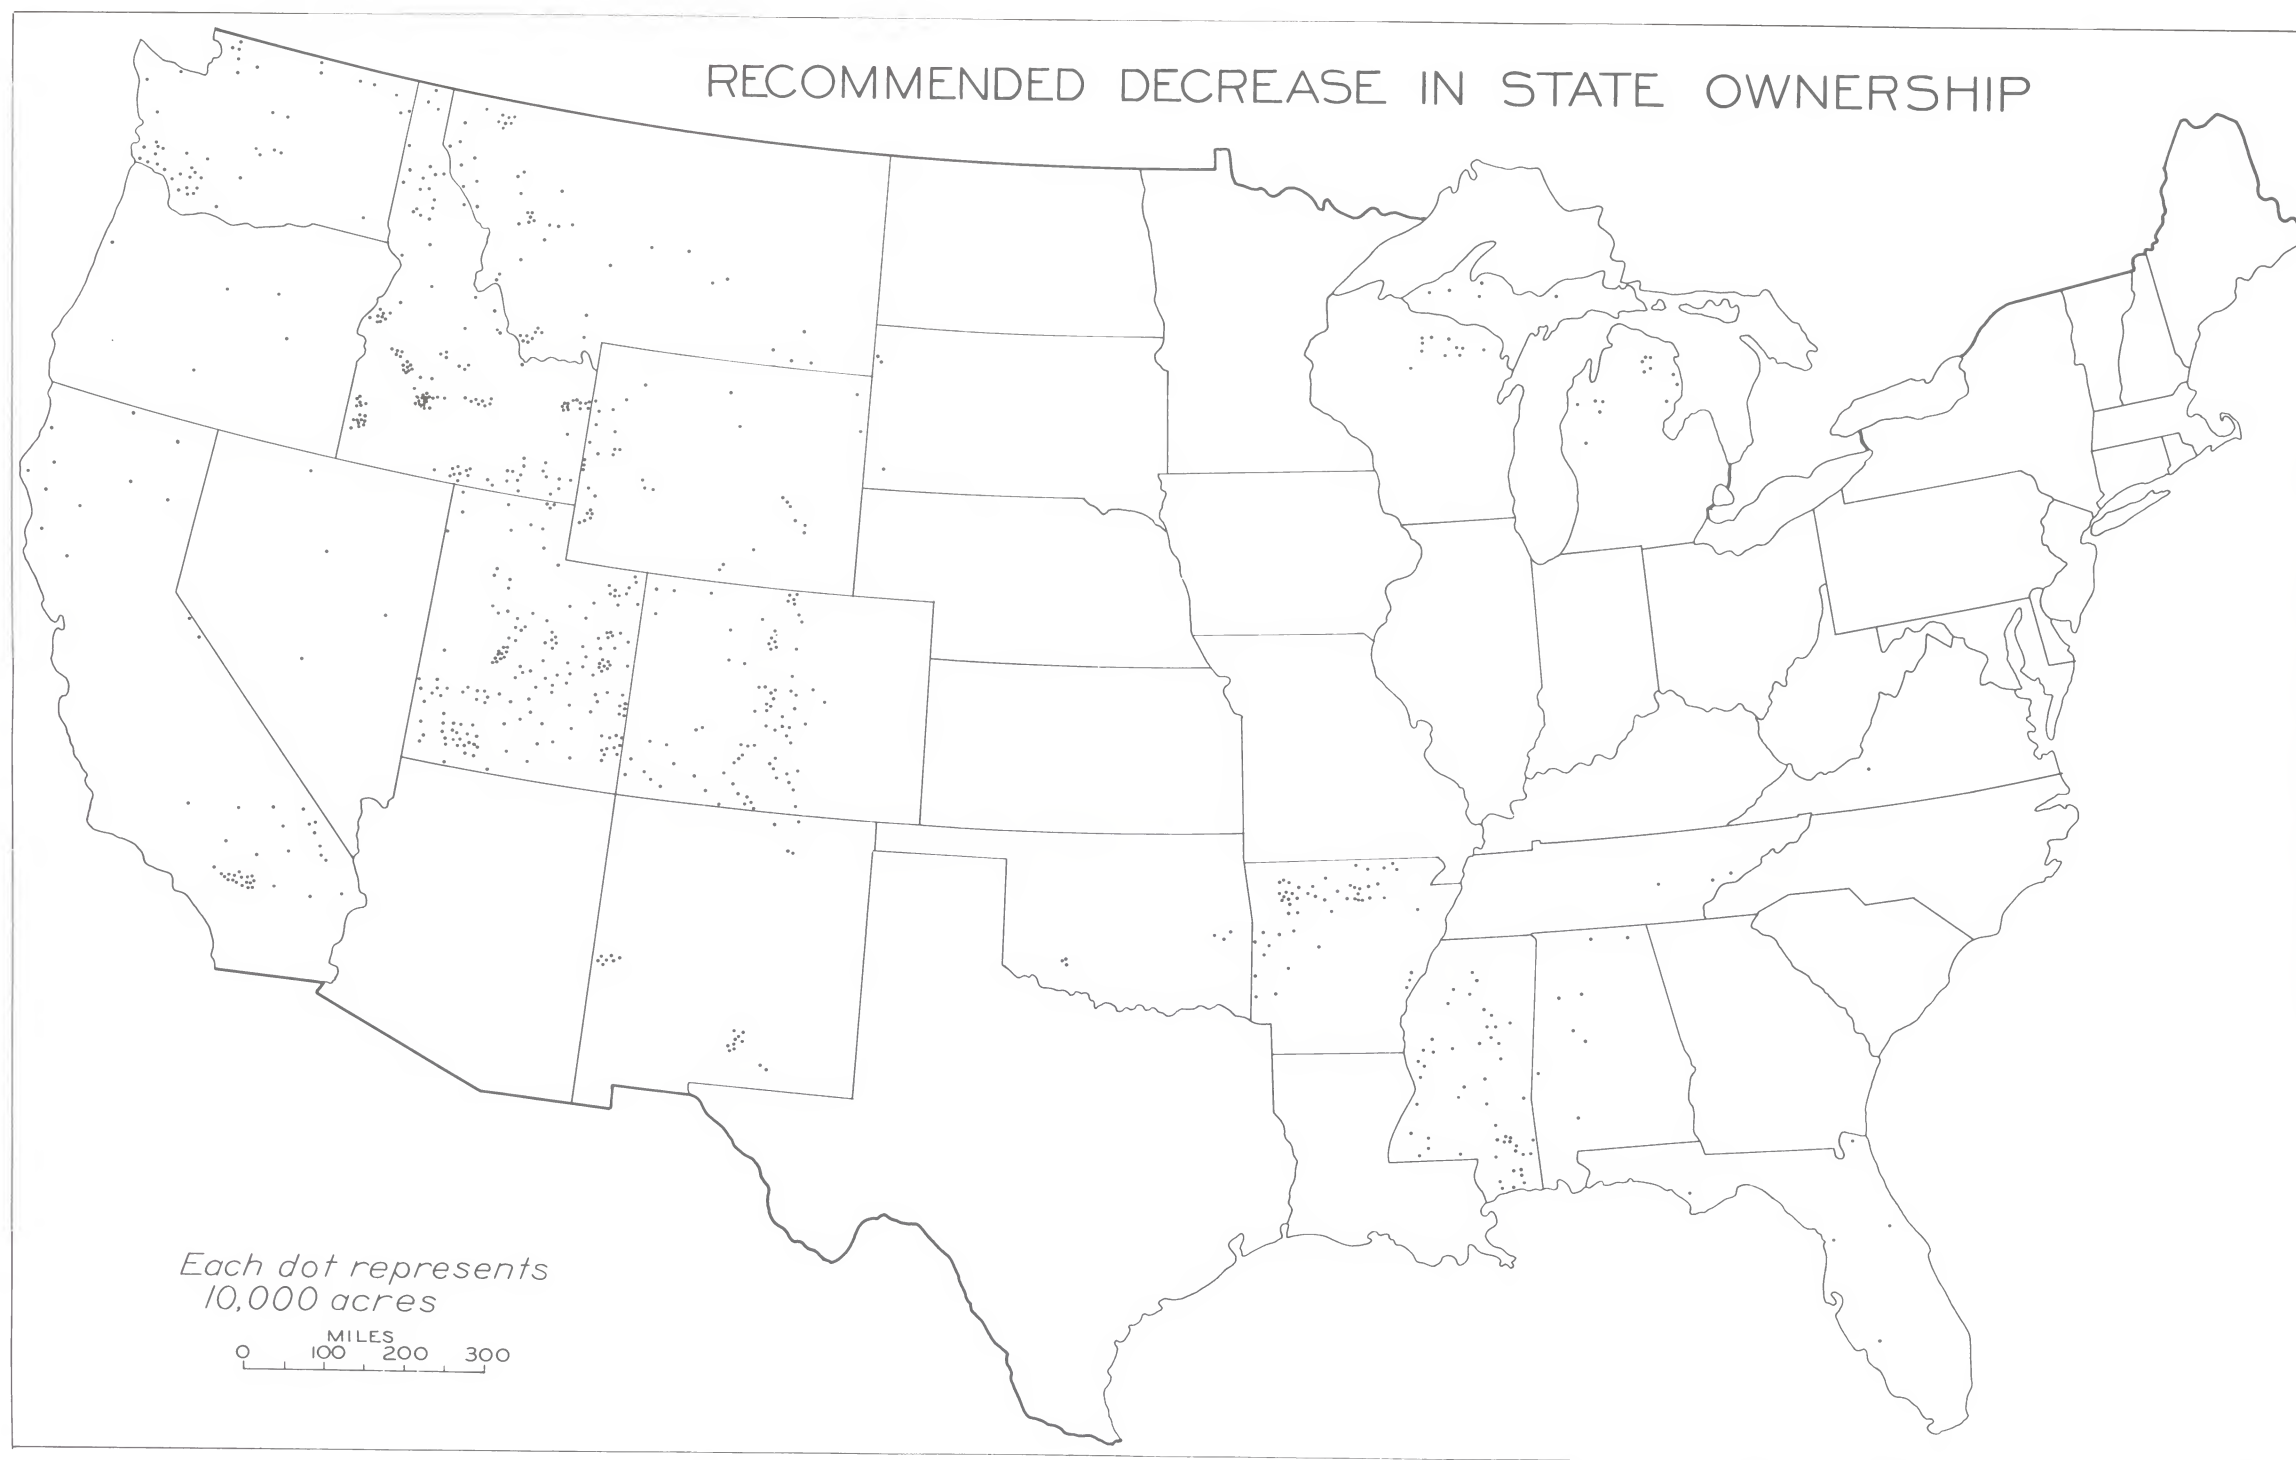 RECOMMENDED DECREASE IN STATE OWNERSHIP
Each dot represents
10,000 acres
MILES
0 100 200 300